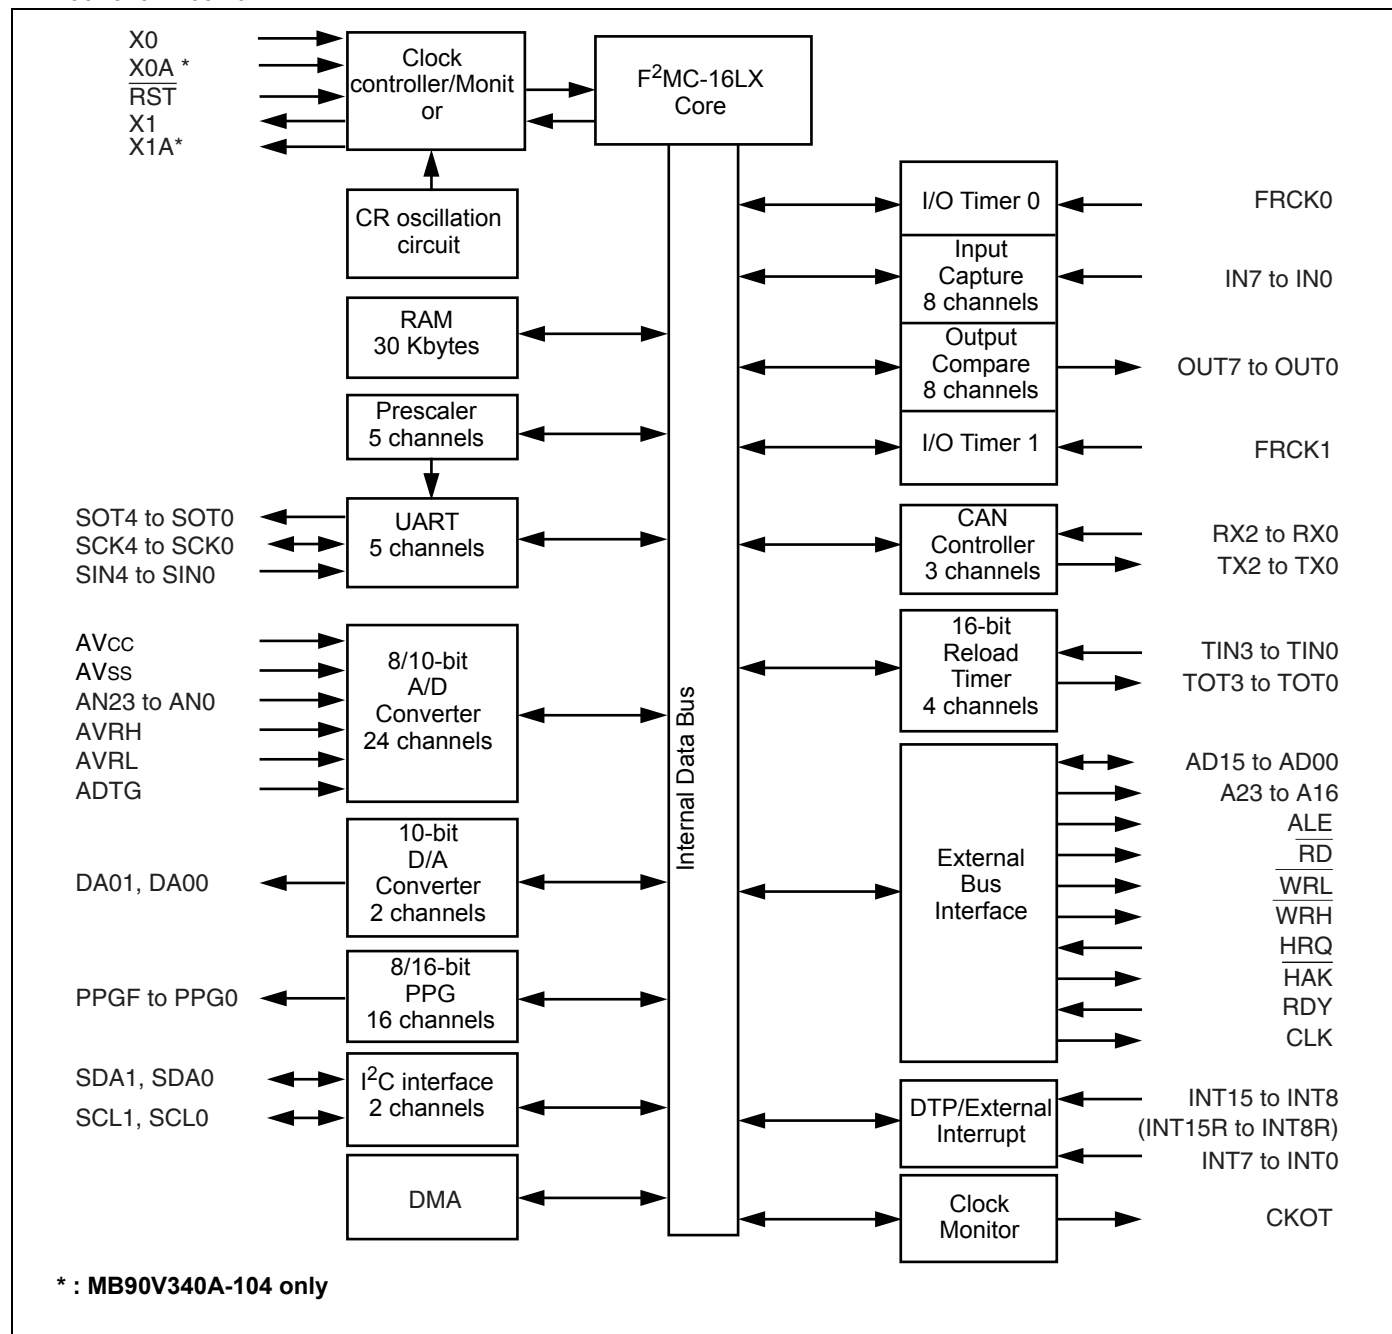 X0
X0A *
RST
X1
X1A*
Clock
controller/Monit
or
F²MC-16LX
Core
CR oscillation
circuit
RAM
30 Kbytes
Prescaler
5 channels
SOT4 to SOT0
SCK4 to SCK0
SIN4 to SIN0
UART
5 channels
AVCC
AVSS
AN23 to AN0
AVRH
AVRL
ADTG
8/10-bit
A/D
Converter
24 channels
DA01, DA00
10-bit
D/A
Converter
2 channels
PPGF to PPG0
8/16-bit
PPG
16 channels
SDA1, SDA0
SCL1, SCL0
I²C interface
2 channels
DMA
Internal Data Bus
I/O Timer 0
FRCK0
Input
Capture
8 channels
IN7 to IN0
Output
Compare
8 channels
OUT7 to OUT0
I/O Timer 1
FRCK1
CAN
Controller
3 channels
RX2 to RX0
TX2 to TX0
16-bit
Reload
Timer
4 channels
TIN3 to TIN0
TOT3 to TOT0
External
Bus
Interface
AD15 to AD00
A23 to A16
ALE
RD
WRL
WRH
HRQ
HAK
RDY
CLK
DTP/External
Interrupt
INT15 to INT8
(INT15R to INT8R)
INT7 to INT0
Clock
Monitor
CKOT
* : MB90V340A-104 only